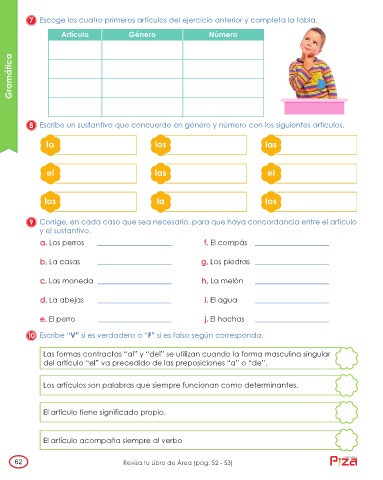 Gramática
7 Escoge los cuatro primeros artículos del ejercicio anterior y completa la tabla.
Artículo Género Número
8 Escribe un sustantivo que concuerde en género y número con los siguientes artículos.
la los las
el las el
los la los
9 Corrige, en cada caso que sea necesario, para que haya concordancia entre el artículo
y el sustantivo.
a. Los perros f. El compás
b. La casas g. Los piedras
c. Las moneda h. La melón
d. La abejas i. El agua
e. El perro j. El hachas
10 Escribe “V” si es verdadero o “F” si es falso según corresponda.
Las formas contractas “al” y “del” se utilizan cuando la forma masculina singular
del artículo “el” va precedido de las preposiciones “a” o “de”.
Los artículos son palabras que siempre funcionan como determinantes.
El artículo tiene significado propio.
El artículo acompaña siempre al verbo
62 Revisa tu Libro de Área (pág. 52 - 53)